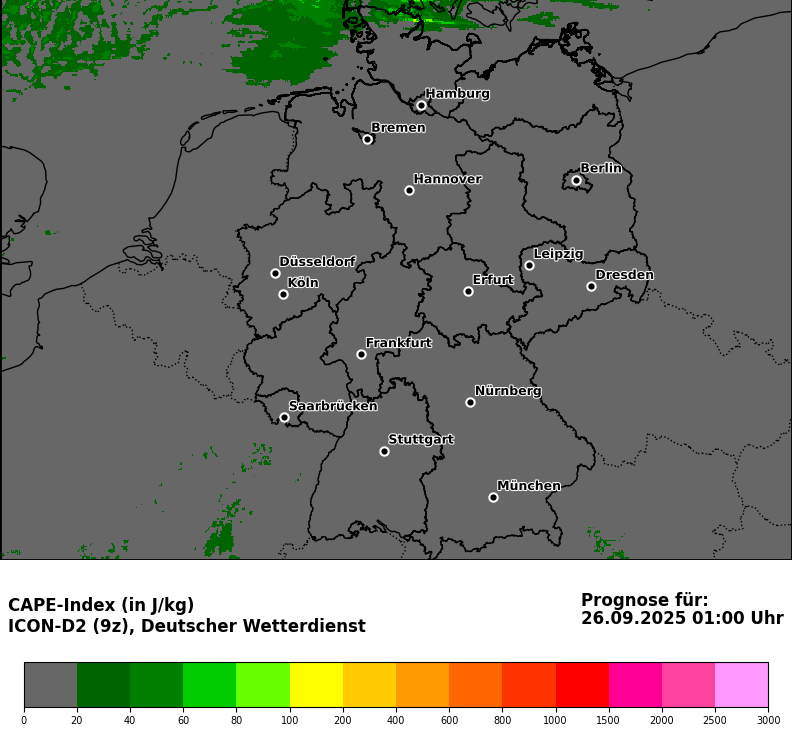 Hamburg
Bremen
Berlin
Hannover
Leipzig
Düsseldorf
Dresden
Köln
Erfurt
Frankfurt
Nürnberg
Saarbrücken
Stuttgart
München
CAPE-Index (in J/kg)
ICON-D2 (9z), Deutscher Wetterdienst
Prognose für:
26.09.2025 01:00 Uhr
0 20 40 60 80 100 200 400 600 800 1000 1500 2000 2500 3000